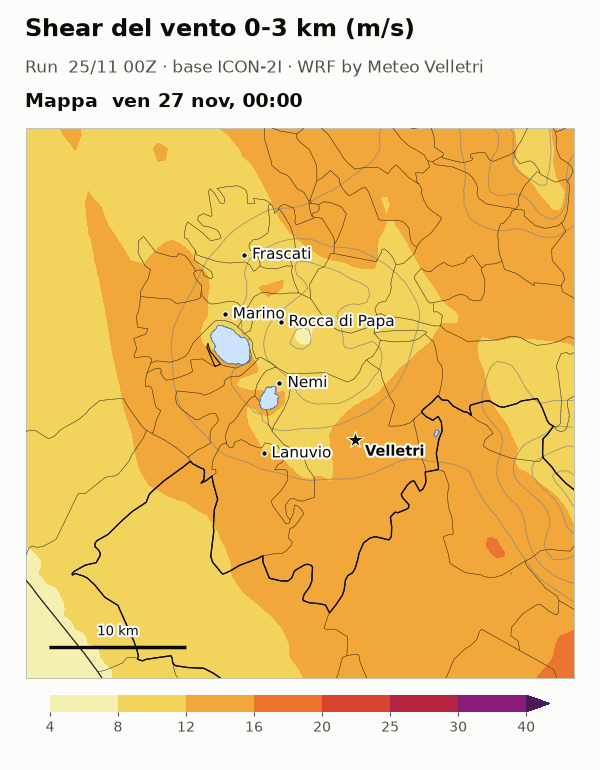 Shear del vento 0-3 km (m/s)
Run  25/11 00Z · base ICON-2I · WRF by Meteo Velletri
Mappa  ven 27 nov, 00:00
Frascati
Marino
Rocca di Papa
Nemi
Velletri
Lanuvio
10 km
4 8 12 16 20 25 30 40